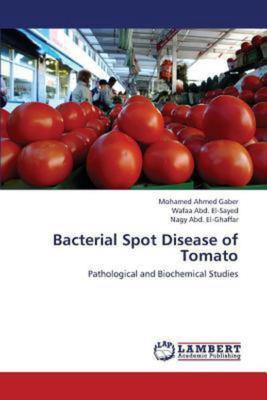 Mohamed Ahmed Gaber
Wafaa Abd. El-Sayed
Nagy Abd. El-Ghaffar
Bacterial Spot Disease of
Tomato
Pathological and Biochemical Studies
LAP
LAMBERT
Academic Publishing